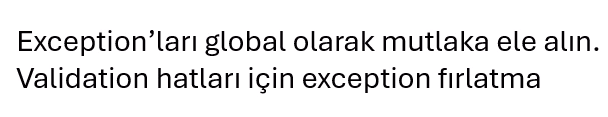 Exception’ları global olarak mutlaka ele alın.
Validation hatları için exception fırlatma